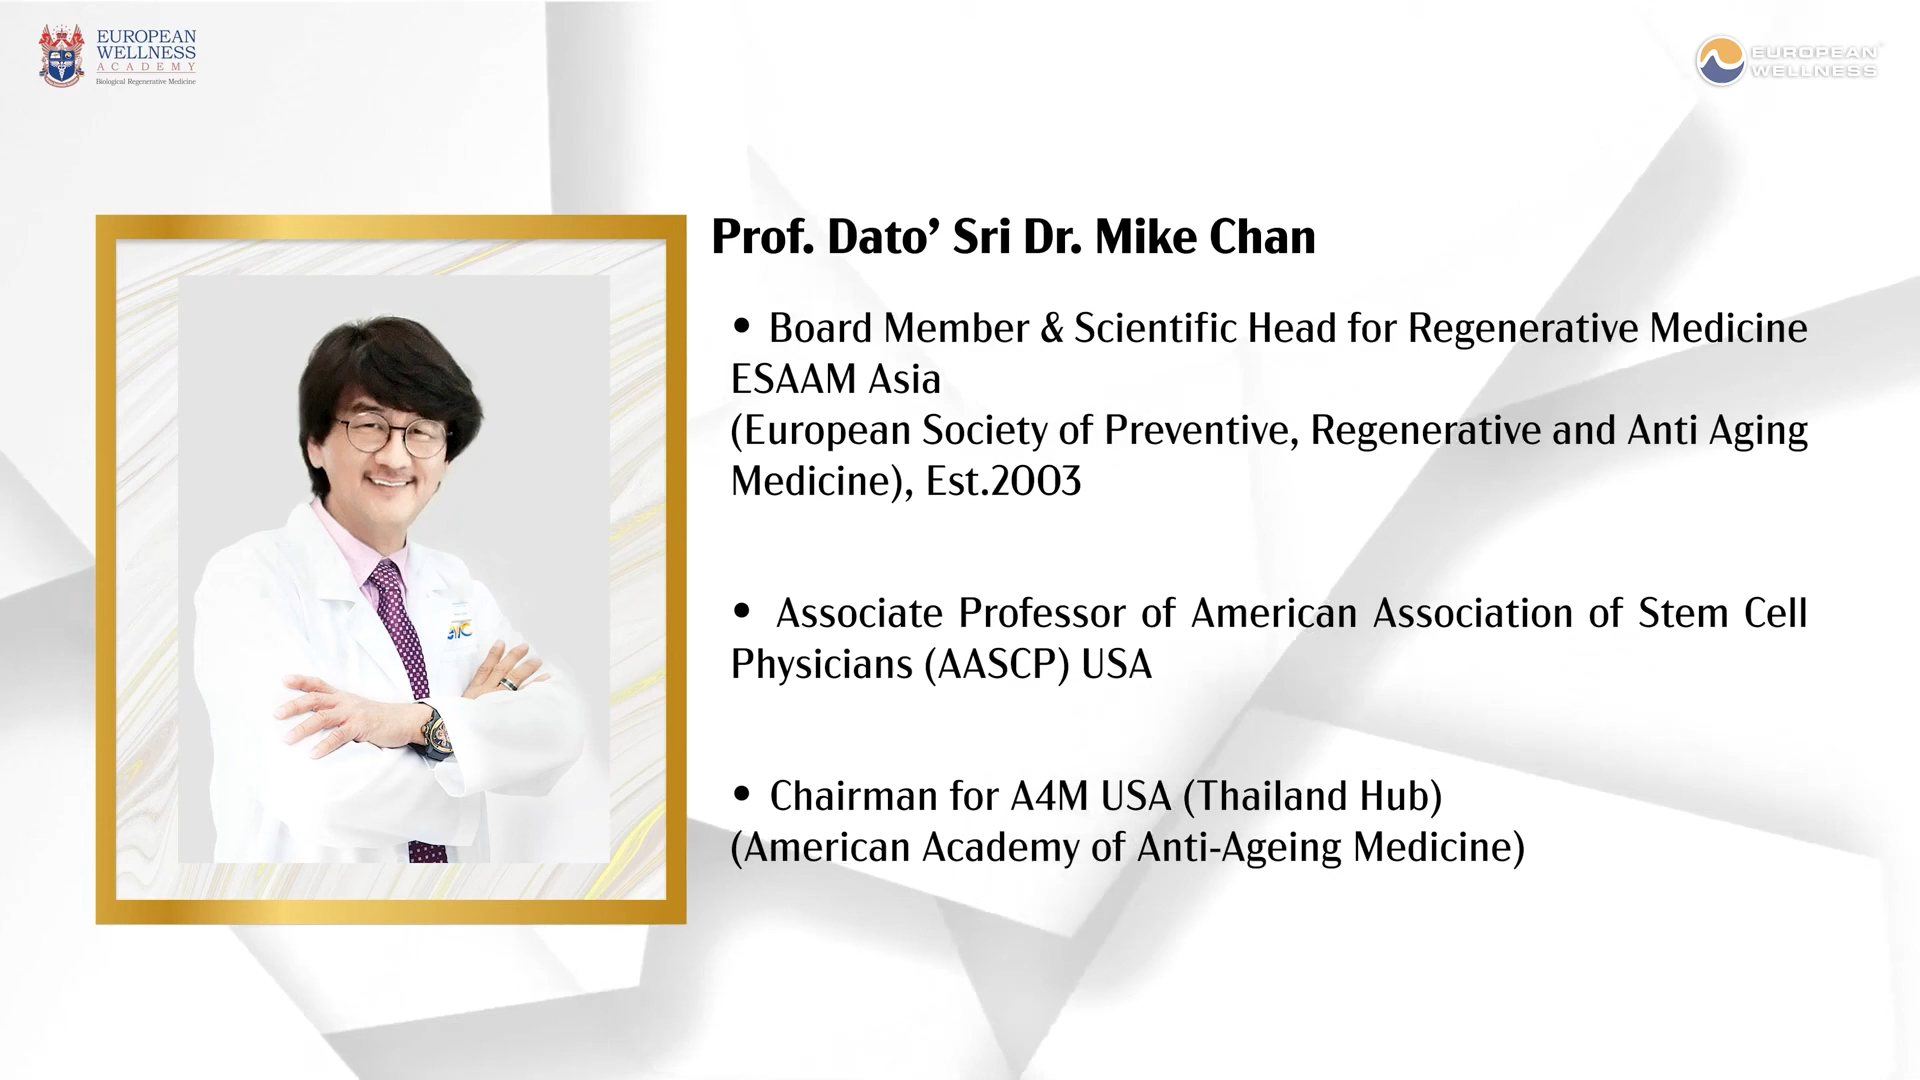 EUROPEAN
WELLNESS
ACADEMY
Biological Regenerative Medicine
EUROPEAN
WELLNESS
Prof. Dato’ Sri Dr. Mike Chan
• Board Member & Scientific Head for Regenerative Medicine
ESAAM Asia
(European Society of Preventive, Regenerative and Anti Aging
Medicine), Est.2003
• Associate Professor of American Association of Stem Cell
Physicians (AASCP) USA
• Chairman for A4M USA (Thailand Hub)
(American Academy of Anti-Ageing Medicine)